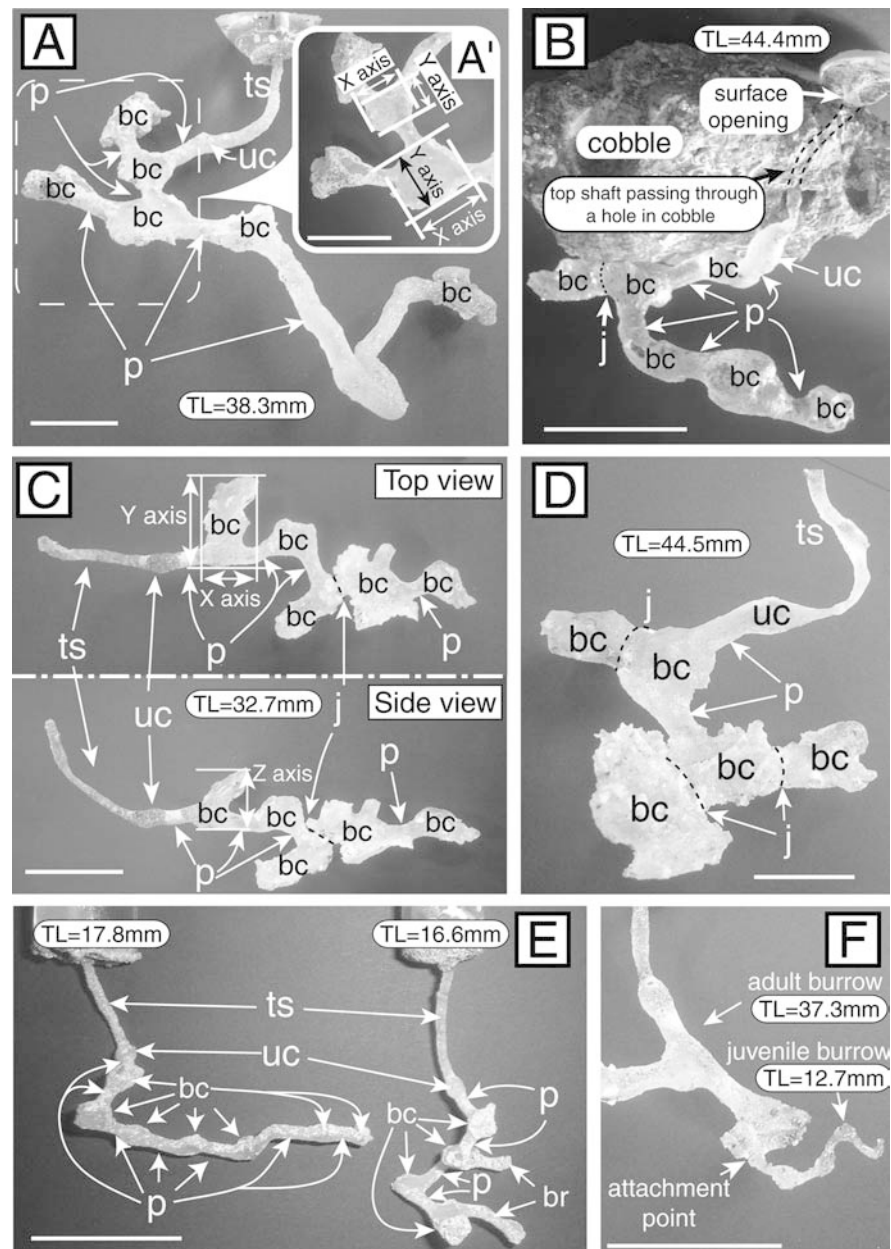 A
p
bc
bc
bc
bc
bc
bc
uc
ts
p
TL=38.3mm
A'
X axis
Y axis
Y axis
X axis
B
TL=44.4mm
surface
opening
cobble
top shaft passing through
a hole in cobble
uc
bc
bc
bc
p
j
bc
bc
bc
C
Top view
Y axis
bc
X axis
bc
bc
bc
bc
p
p
ts
uc
j
TL=32.7mm
Side view
Z axis
p
bc
bc
bc
bc
bc
p
D
TL=44.5mm
ts
j
uc
bc
bc
p
bc
bc
bc
j
E
TL=17.8mm
TL=16.6mm
ts
uc
bc
p
bc
p
p
br
F
adult burrow
TL=37.3mm
juvenile burrow
TL=12.7mm
attachment
point